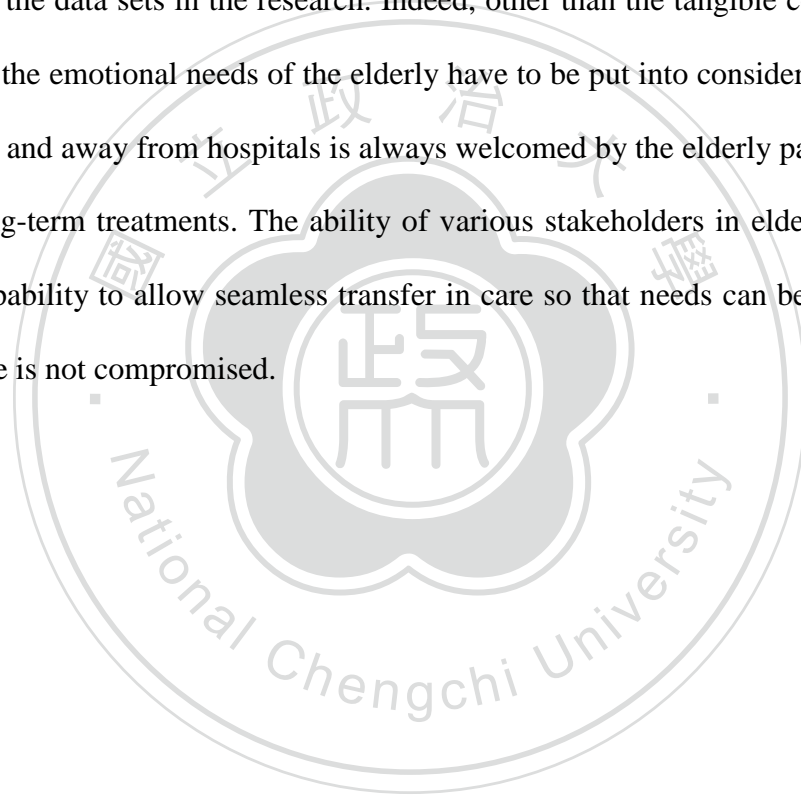 the data sets in the research. Indeed, other than the tangible c
the emotional needs of the elderly have to be put into consider
and away from hospitals is always welcomed by the elderly pa
g-term treatments. The ability of various stakeholders in elde
pability to allow seamless transfer in care so that needs can be
e is not compromised.
國立政治大學
政大
National Chengchi University